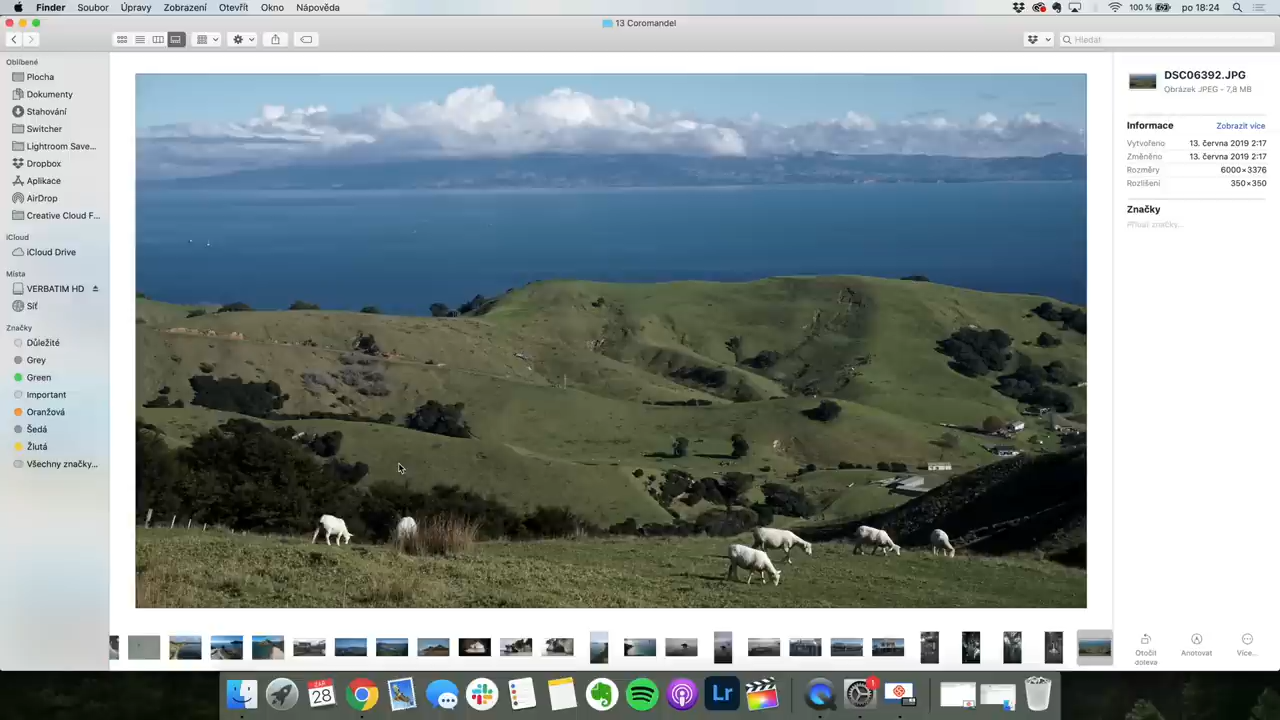 Finder Soubor Úpravy Zobrazení Otevřít Okno Nápověda 100 % po 18:24
13 Coromandel
Hledat
Oblíbené
Plocha
Dokumenty
Stahování
Switcher
Lightroom Save...
Dropbox
Aplikace
AirDrop
Creative Cloud F...
iCloud
iCloud Drive
Místa
VERBATIM HD
Síť
Značky
Důležité
Grey
Green
Important
Oranžová
Šedá
Žlutá
Všechny značky...
DSC06392.JPG
Obrázek JPEG - 7,8 MB
Informace Zobrazit více
Vytvořeno 13. června 2019 2:17
Změněno 13. června 2019 2:17
Rozměry 6000×3376
Rozlišení 350×350
Značky
Přidat značky...
Otočit doleva
Anotovat
Více...
28
Lr
1